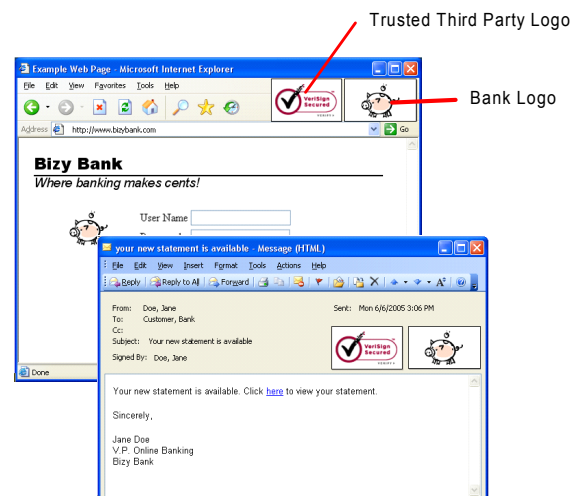 Trusted Third Party Logo
Example Web Page - Microsoft Internet Explorer
File Edit View Favorites Tools Help
VeriSign
Secured
Bank Logo
Address http://www.bizybank.com Go
Bizy Bank
Where banking makes cents!
User Name
your new statement is available - Message (HTML)
File Edit View Insert Format Tools Actions Help
Reply Reply to All Forward
From: Doe, Jane Sent: Mon 6/6/2005 3:06 PM
To: Customer, Bank
Cc:
Subject: Your new statement is available
Signed By: Doe, Jane
VeriSign
Secured
Done
Your new statement is available. Click here to view your statement.
Sincerely,
Jane Doe
V.P. Online Banking
Bizy Bank